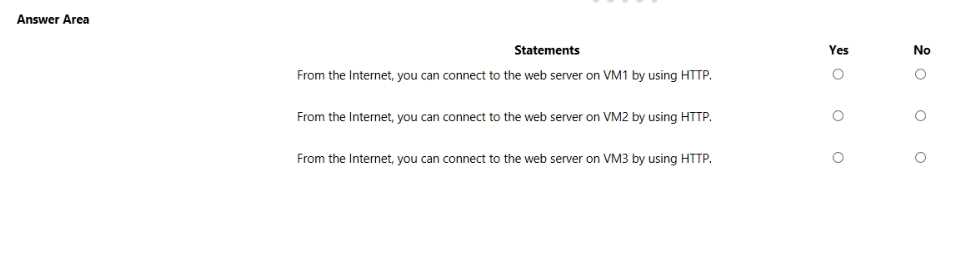 Answer Area
Statements Yes No
From the Internet, you can connect to the web server on VM1 by using HTTP.
From the Internet, you can connect to the web server on VM2 by using HTTP.
From the Internet, you can connect to the web server on VM3 by using HTTP.